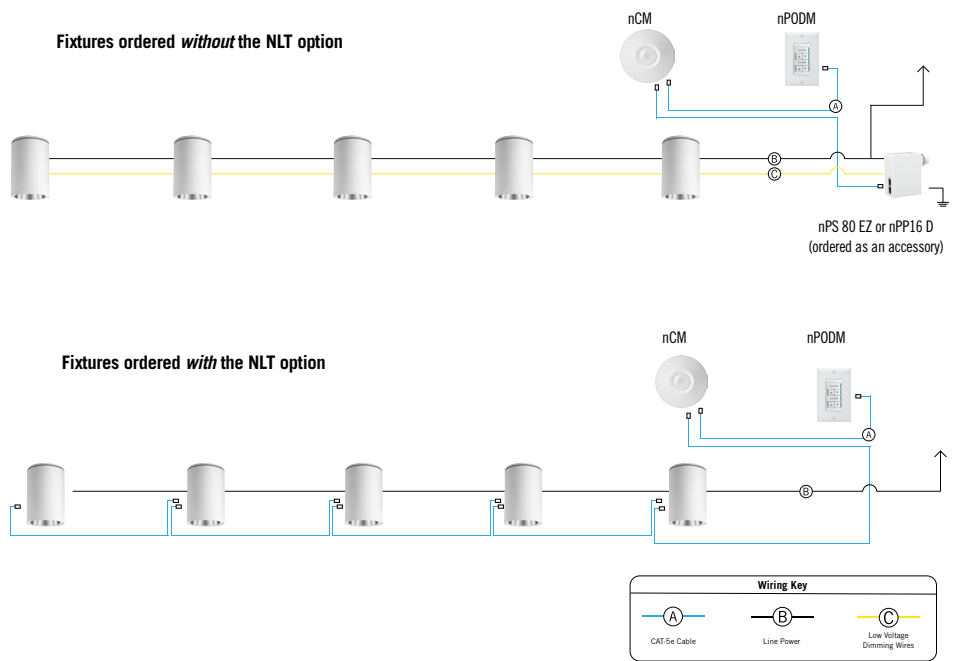 Fixtures ordered without the NLT option
nCM
nPODM
A
B
C
nPS 80 EZ or nPP16 D
(ordered as an accessory)
Fixtures ordered with the NLT option
nCM
nPODM
A
B
Wiring Key
A
B
C
CAT-5e Cable
Line Power
Low Voltage
Dimming Wires